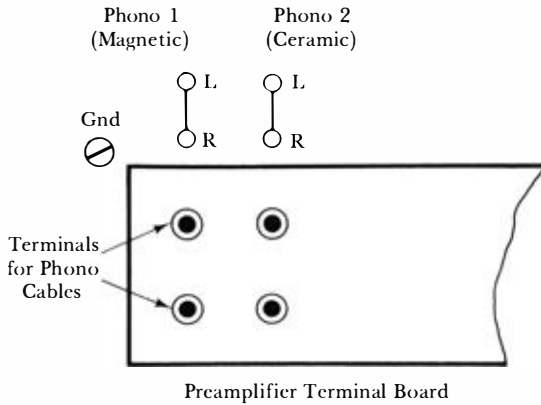 Phono 1
(Magnetic)
Phono 2
(Ceramic)
L
L
Gnd
R
R
Terminals
for Phono
Cables
Preamplifier Terminal Board